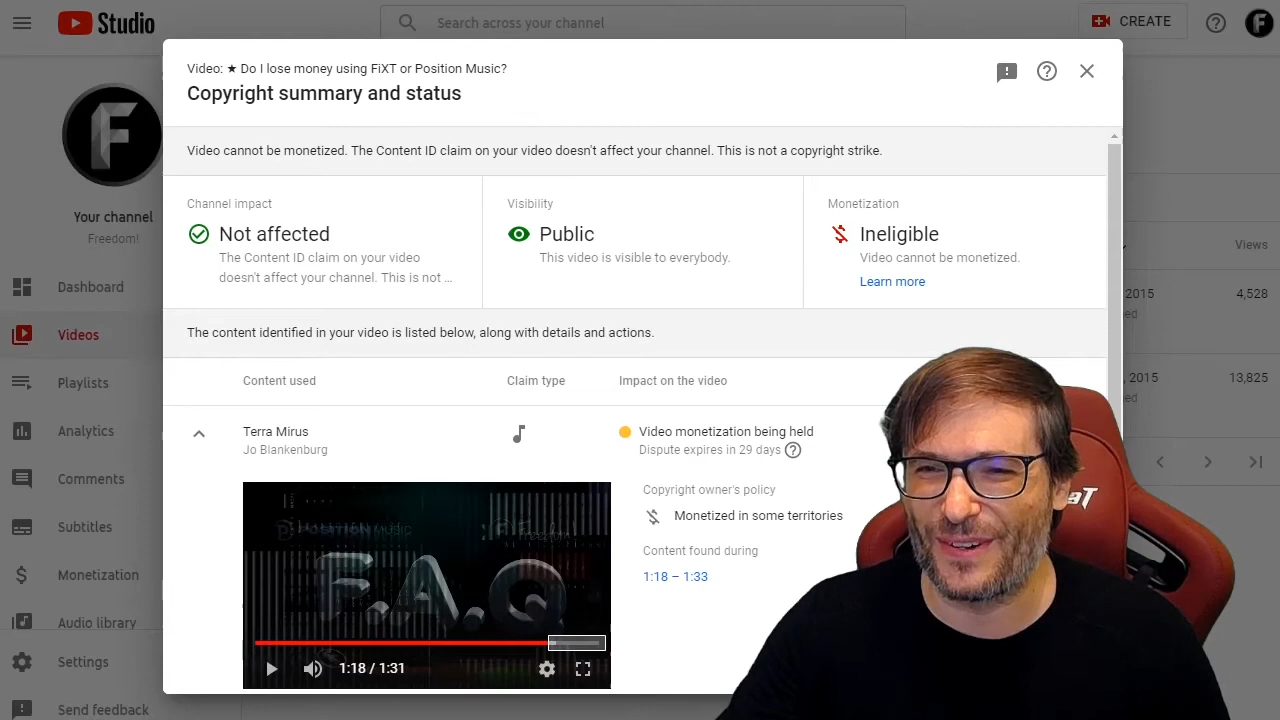 Studio
Search across your channel
CREATE
Video: ★ Do I lose money using FiXT or Position Music?
Copyright summary and status
Video cannot be monetized. The Content ID claim on your video doesn't affect your channel. This is not a copyright strike.
Channel impact
Not affected
The Content ID claim on your video
doesn't affect your channel. This is not ...
Visibility
Public
This video is visible to everybody.
Monetization
Ineligible
Video cannot be monetized.
Learn more
The content identified in your video is listed below, along with details and actions.
Content used
Claim type
Impact on the video
Terra Mirus
Jo Blankenburg
Video monetization being held
Dispute expires in 29 days
POSITION MUSIC
Freedom!
F.A.Q
1:18 / 1:31
Copyright owner's policy
Monetized in some territories
Content found during
1:18 – 1:33
F
Your channel
Freedom!
Dashboard
Videos
Playlists
Analytics
Comments
Subtitles
Monetization
Audio library
Settings
Send feedback
Views
2015
4,528
ed
, 2015
13,825
ed